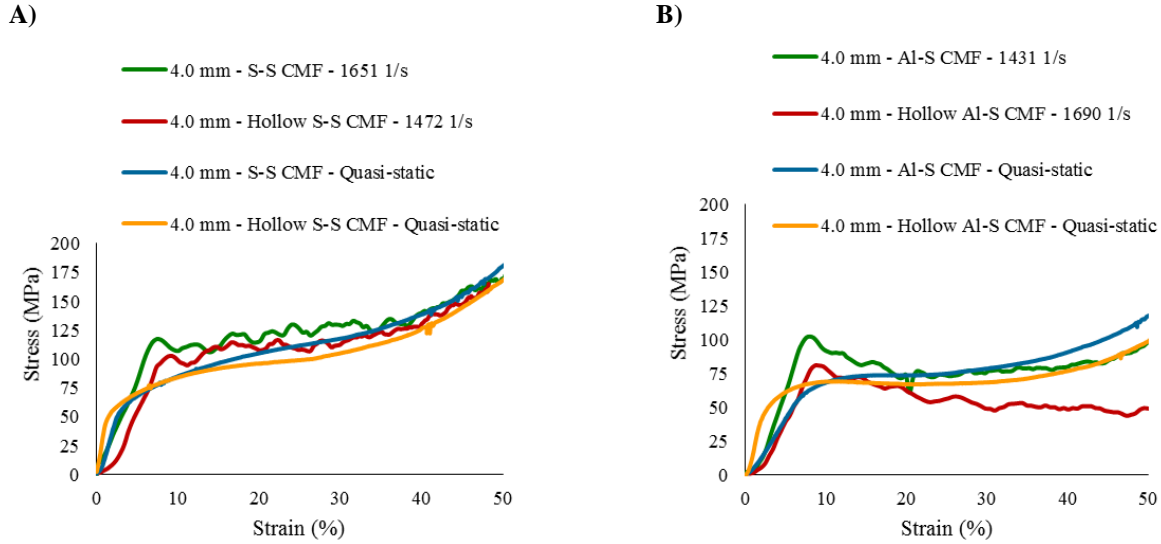 A)
4.0 mm - S-S CMF - 1651 1/s
4.0 mm - Hollow S-S CMF - 1472 1/s
4.0 mm - S-S CMF - Quasi-static
4.0 mm - Hollow S-S CMF - Quasi-static
200
175
150
125
100
75
50
25
0
Stress (MPa)
0 10 20 30 40 50
Strain (%)
B)
4.0 mm - Al-S CMF - 1431 1/s
4.0 mm - Hollow Al-S CMF - 1690 1/s
4.0 mm - Al-S CMF - Quasi-static
4.0 mm - Hollow Al-S CMF - Quasi-static
200
175
150
125
100
75
50
25
0
Stress (MPa)
0 10 20 30 40 50
Strain (%)